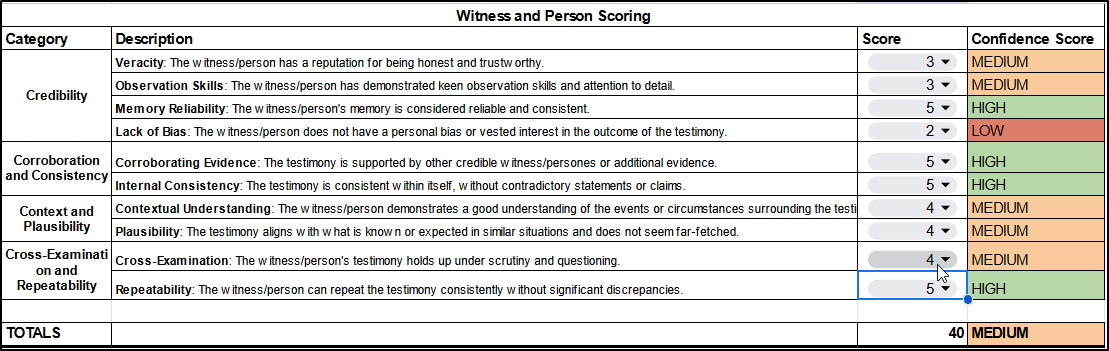 Witness and Person Scoring
Category Description Score Confidence Score
Credibility
Veracity: The witness/person has a reputation for being honest and trustworthy. 3 MEDIUM
Observation Skills: The witness/person has demonstrated keen observation skills and attention to detail. 3 MEDIUM
Memory Reliability: The witness/person's memory is considered reliable and consistent. 5 HIGH
Lack of Bias: The witness/person does not have a personal bias or vested interest in the outcome of the testimony. 2 LOW
Corroboration
and Consistency
Corroborating Evidence: The testimony is supported by other credible witness/persones or additional evidence. 5 HIGH
Internal Consistency: The testimony is consistent within itself, without contradictory statements or claims. 5 HIGH
Context and
Plausibility
Contextual Understanding: The witness/person demonstrates a good understanding of the events or circumstances surrounding the testi 4 MEDIUM
Plausibility: The testimony aligns with what is known or expected in similar situations and does not seem far-fetched. 4 MEDIUM
Cross-Examinati
on and
Repeatability
Cross-Examination: The witness/person's testimony holds up under scrutiny and questioning. 4 MEDIUM
Repeatability: The witness/person can repeat the testimony consistently without significant discrepancies. 5 HIGH
TOTALS 40 MEDIUM